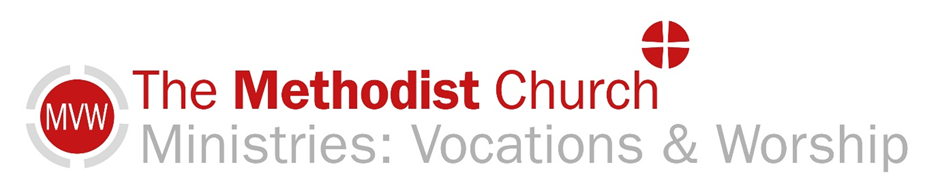 MVW
The Methodist Church
Ministries: Vocations & Worship